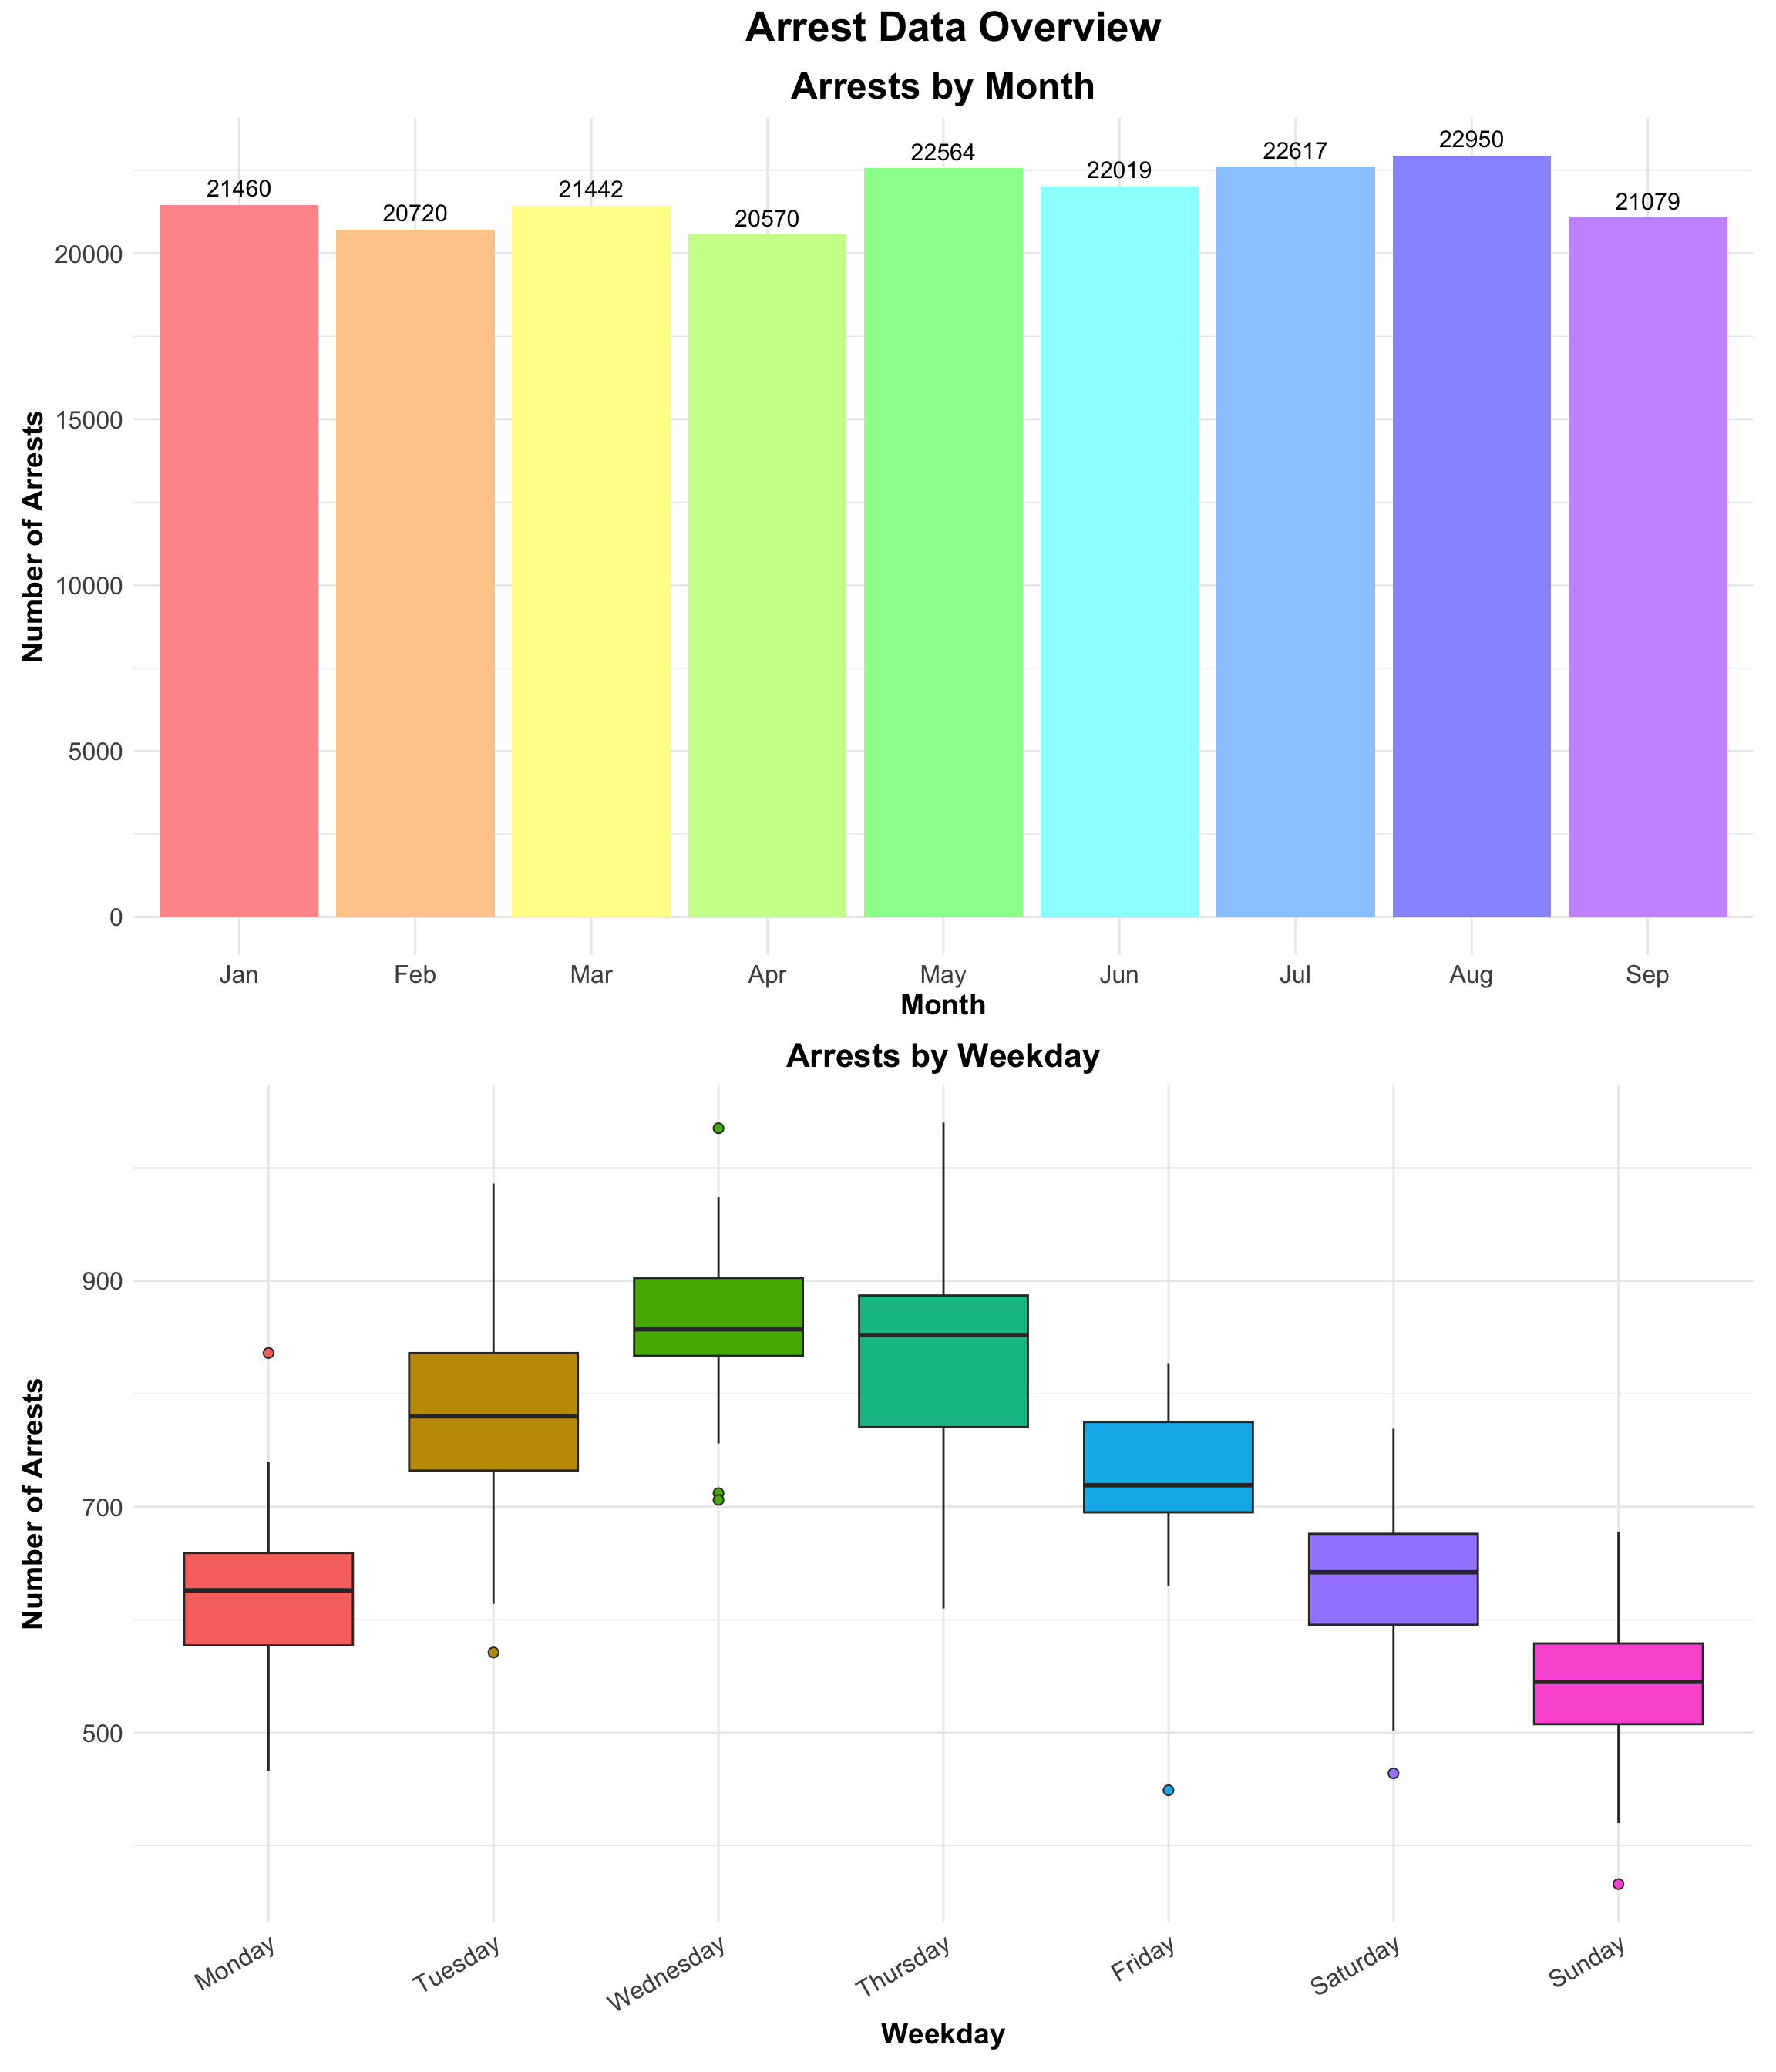 Arrest Data Overview
Arrests by Month
Number of Arrests
20000
15000
10000
5000
0
21460
20720
21442
20570
22564
22019
22617
22950
21079
Jan Feb Mar Apr May Jun Jul Aug Sep
Month
Arrests by Weekday
Number of Arrests
900
700
500
Monday Tuesday Wednesday Thursday Friday Saturday Sunday
Weekday